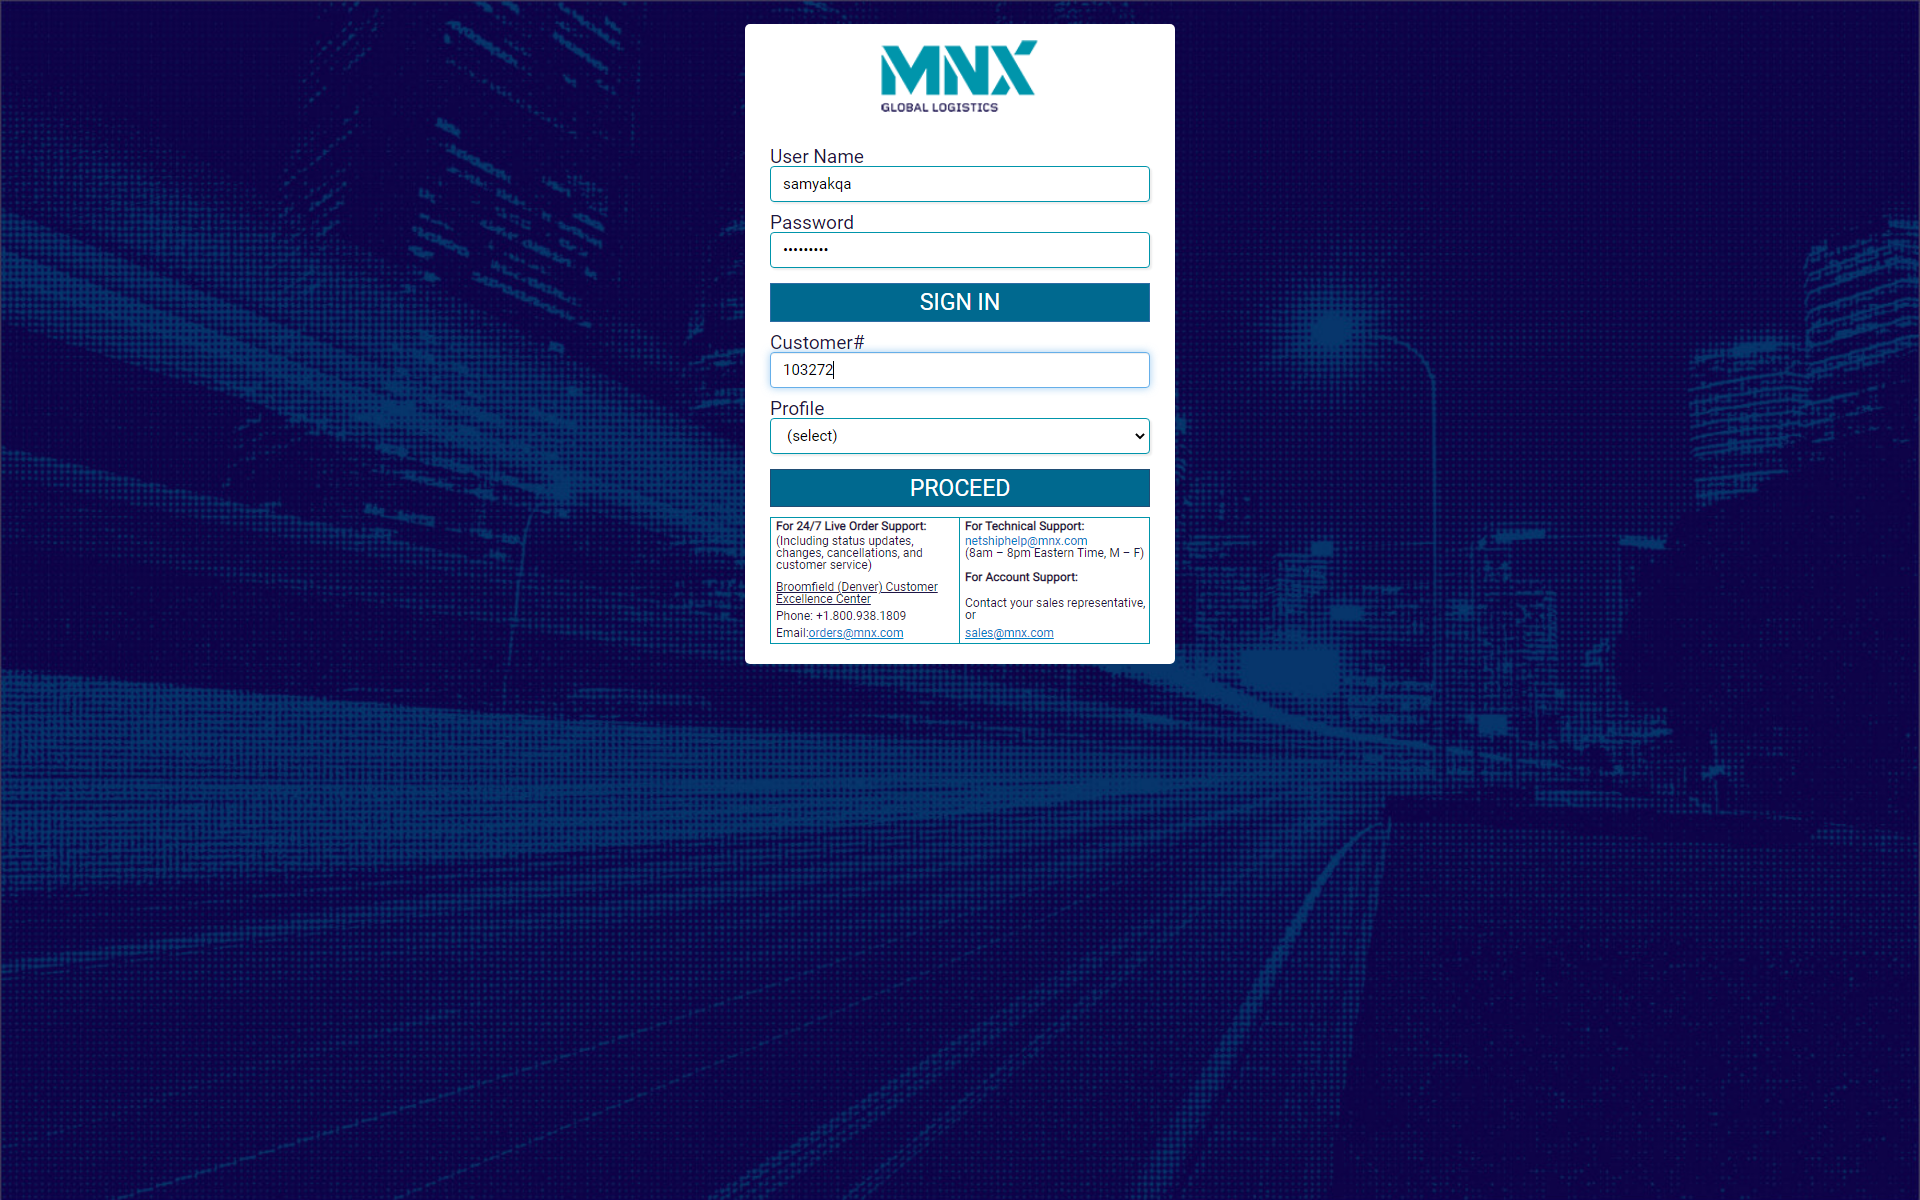 MNX
GLOBAL LOGISTICS
User Name
samyakqa
Password
•••••••••
SIGN IN
Customer#
103272
Profile
(select)
PROCEED
For 24/7 Live Order Support:
(Including status updates,
changes, cancellations, and
customer service)
Broomfield (Denver) Customer
Excellence Center
Phone: +1.800.938.1809
Email:orders@mnx.com
For Technical Support:
netshiphelp@mnx.com
(8am – 8pm Eastern Time, M – F)
For Account Support:
Contact your sales representative,
or
sales@mnx.com